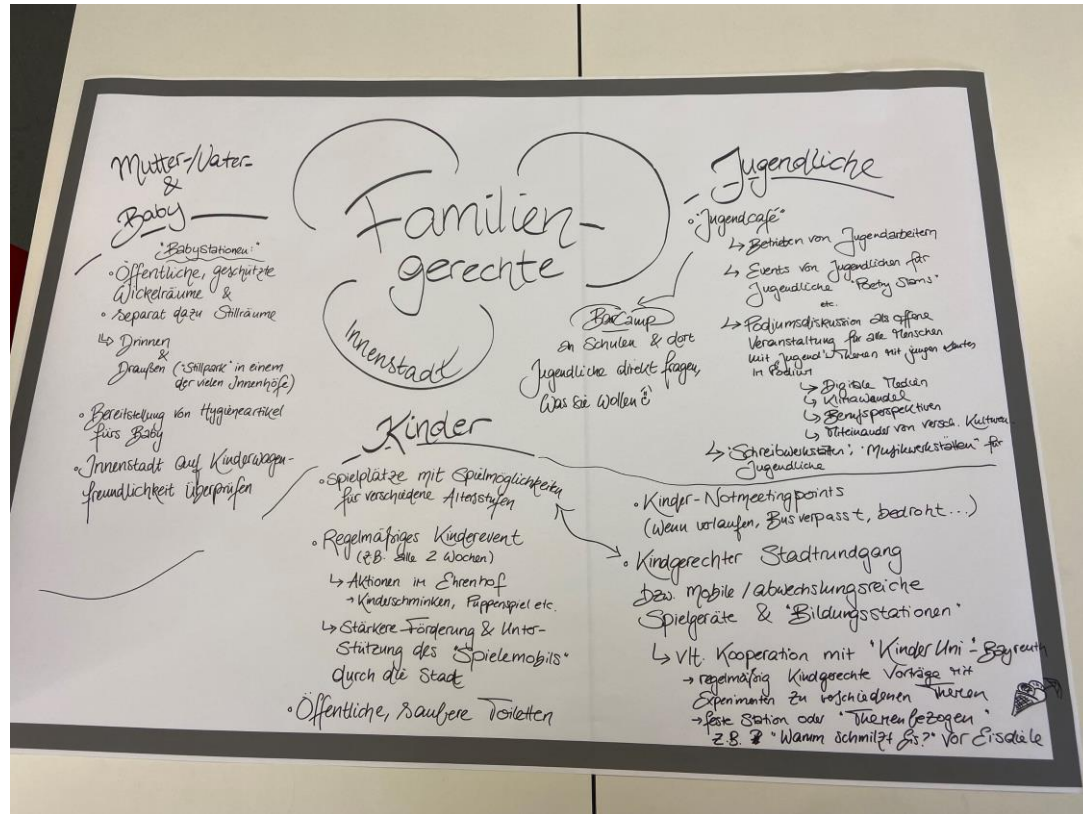 Familien-
gerechte
Innenstadt
Mutter-/Vater-
&
Baby
"Babystationen:"
• Öffentliche, geschützte
Wickelräume &
• separat dazu Stillräume
↳ Drinnen
&
Draußen ("Stillpark" in einem
der vielen Innenhöfe)
• Bereitstellung von Hygieneartikel
fürs Baby
• Innenstadt auf Kinderwagen-
freundlichkeit überprüfen
Jugendliche
• "Jugendcafé"
↳ Betrieben von Jugendarbeitern
↳ Events von Jugendlichen für
Jugendliche "Poetry Slams"
etc.
↳ Podiumsdiskussion als offene
Veranstaltung für alle Menschen
mit "Jugend"-Themen mit jungen
im Podium
↳ Digitale Medien
↳ Klimawandel
↳ Berufsperspektiven
↳ Miteinander von versch. Kulturen
↳ "Schreibwerkstätten"; "Musikwerkstätten" für
Jugendliche
BarCamp
an Schulen & dort
Jugendliche direkt fragen,
was sie wollen
Kinder
• Spielplätze mit Spielmöglichkeiten
für verschiedene Altersstufen
• Regelmäßiges Kinderevent
(z.B. alle 2 Wochen)
↳ Aktionen im Ehrenhof
→ Kinderschminken, Puppenspiel etc.
↳ Stärkere Förderung & Unter-
stützung des "Spielemobils"
durch die Stadt
• Öffentliche, saubere Toiletten
• Kinder-Notmeetingpoints
(Wenn verlaufen, Bus verpasst, bedroht...)
• Kindgerechter Stadtrundgang
bzw. mobile/abwechslungsreiche
Spielgeräte & "Bildungsstationen"
↳ Vlt. Kooperation mit "KinderUni"-Bayreuth
→ regelmäßig kindgerechte Vorträge mit
Experimenten zu verschiedenen Themen
→ feste Station oder "Themenbezogen"
z.B. "Warum schmilzt Eis?" vor Eisdiele